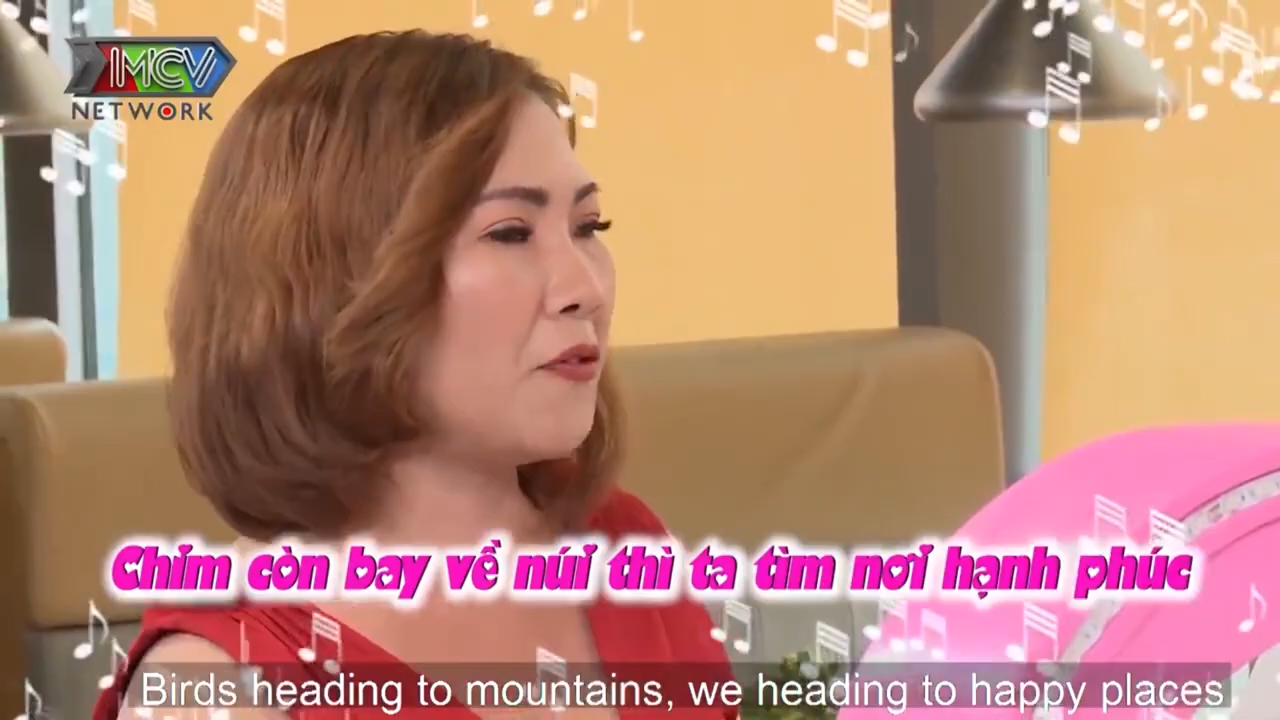 MCV
NETWORK
Chim còn bay về núi thì ta tìm nơi hạnh phúc
Birds heading to mountains, we heading to happy places